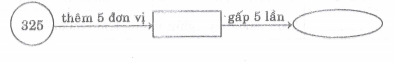 325 thêm 5 đơn vị gấp 5 lần